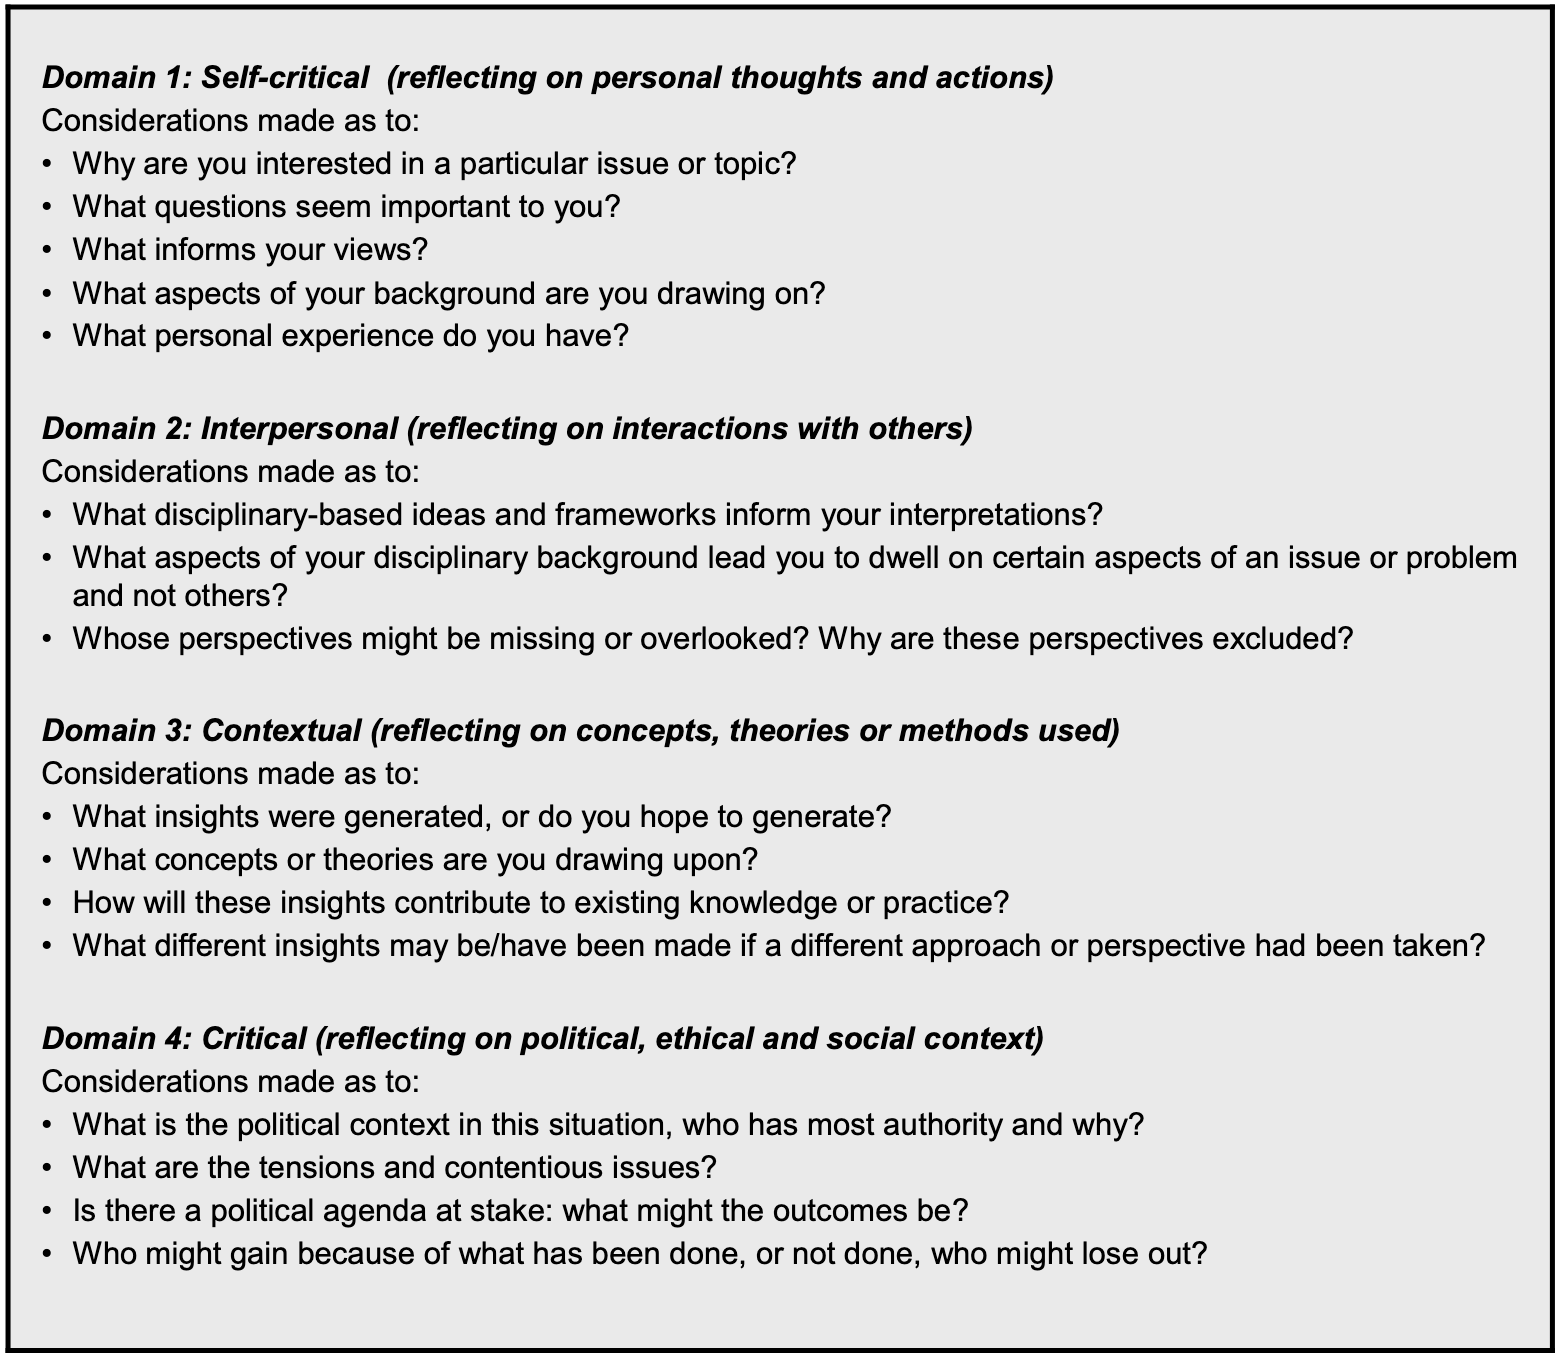 Domain 1: Self-critical  (reflecting on personal thoughts and actions)
Considerations made as to:
• Why are you interested in a particular issue or topic?
• What questions seem important to you?
• What informs your views?
• What aspects of your background are you drawing on?
• What personal experience do you have?
Domain 2: Interpersonal (reflecting on interactions with others)
Considerations made as to:
• What disciplinary-based ideas and frameworks inform your interpretations?
• What aspects of your disciplinary background lead you to dwell on certain aspects of an issue or problem
and not others?
• Whose perspectives might be missing or overlooked? Why are these perspectives excluded?
Domain 3: Contextual (reflecting on concepts, theories or methods used)
Considerations made as to:
• What insights were generated, or do you hope to generate?
• What concepts or theories are you drawing upon?
• How will these insights contribute to existing knowledge or practice?
• What different insights may be/have been made if a different approach or perspective had been taken?
Domain 4: Critical (reflecting on political, ethical and social context)
Considerations made as to:
• What is the political context in this situation, who has most authority and why?
• What are the tensions and contentious issues?
• Is there a political agenda at stake: what might the outcomes be?
• Who might gain because of what has been done, or not done, who might lose out?